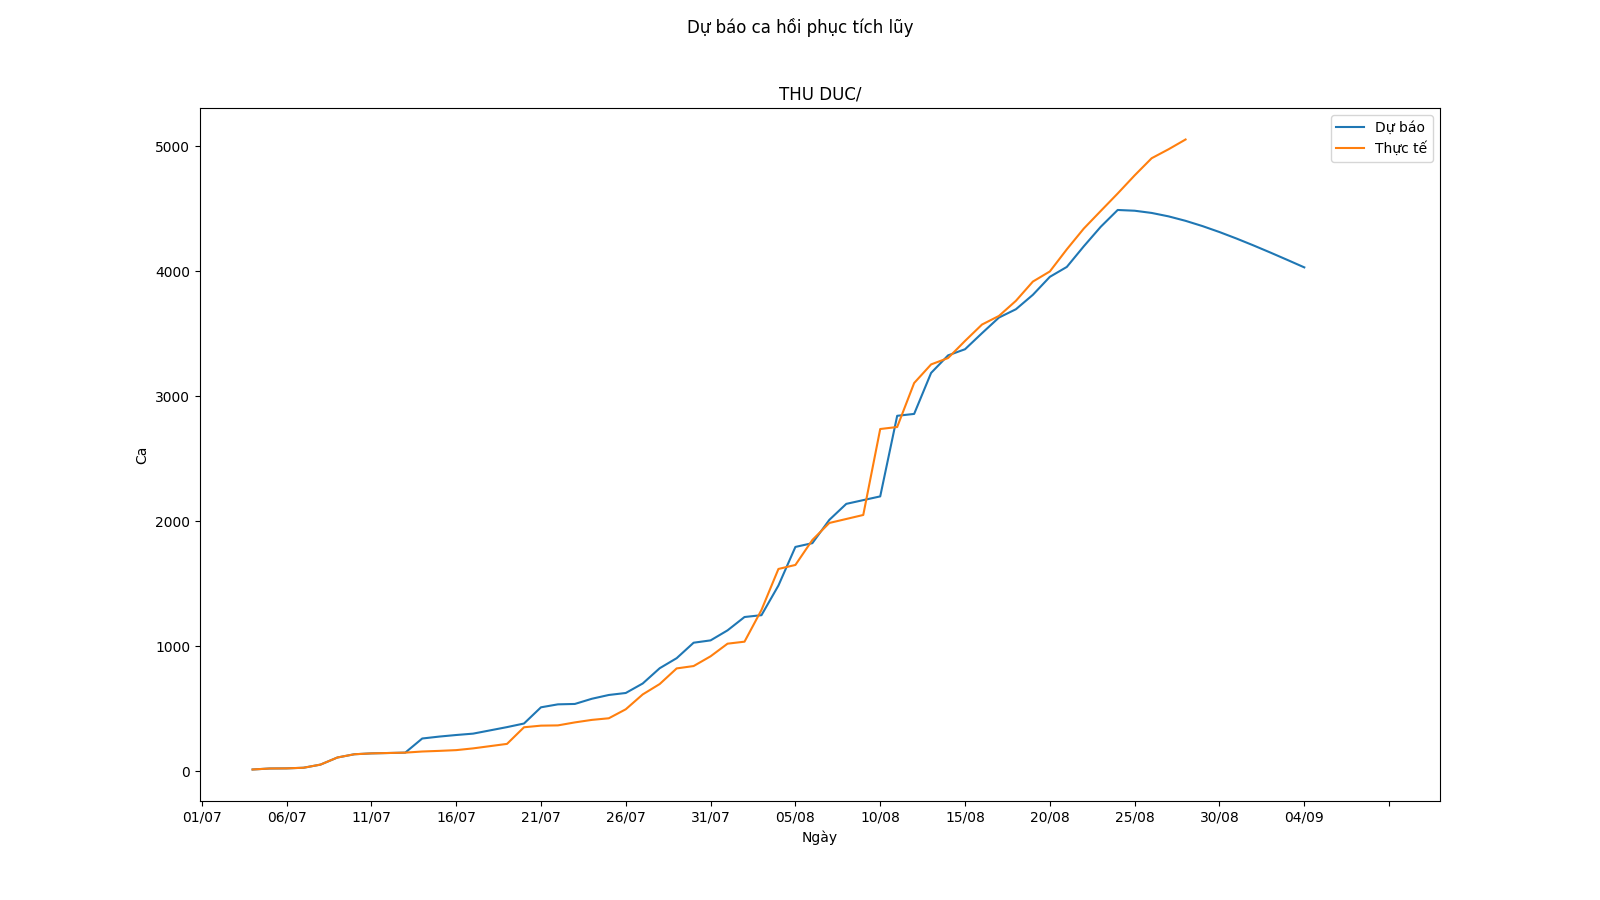 Dự báo ca hồi phục tích lũy
THU DUC/
Dự báo
Thực tế
5000
4000
3000
2000
1000
0
Ca
01/07 06/07 11/07 16/07 21/07 26/07 31/07 05/08 10/08 15/08 20/08 25/08 30/08 04/09
Ngày